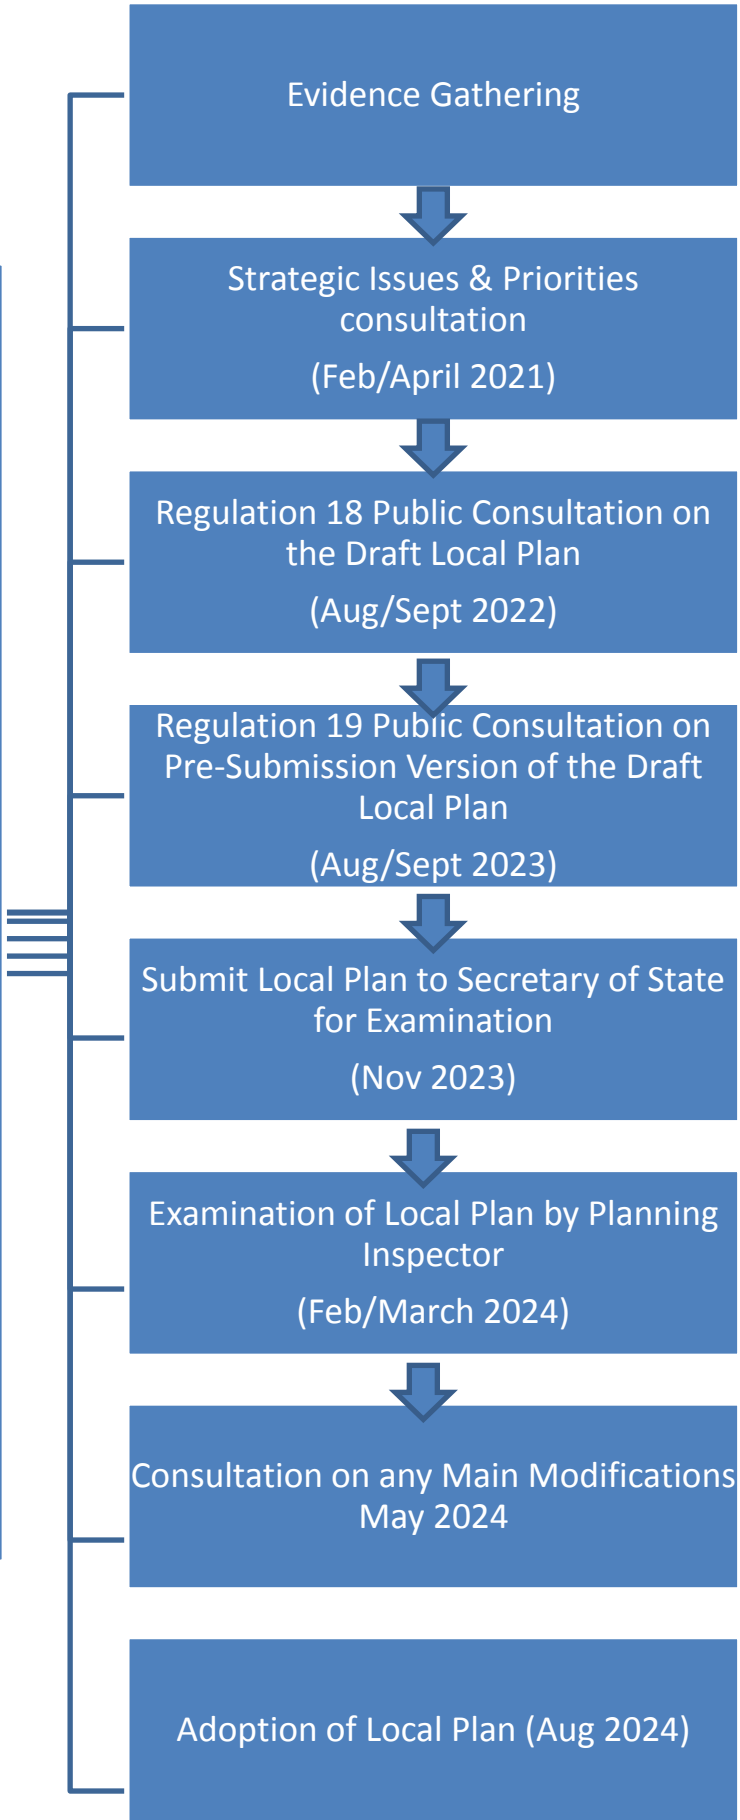 Evidence Gathering
Strategic Issues & Priorities
consultation
(Feb/April 2021)
Regulation 18 Public Consultation on
the Draft Local Plan
(Aug/Sept 2022)
Regulation 19 Public Consultation on
Pre-Submission Version of the Draft
Local Plan
(Aug/Sept 2023)
Submit Local Plan to Secretary of State
for Examination
(Nov 2023)
Examination of Local Plan by Planning
Inspector
(Feb/March 2024)
Consultation on any Main Modifications
May 2024
Adoption of Local Plan (Aug 2024)